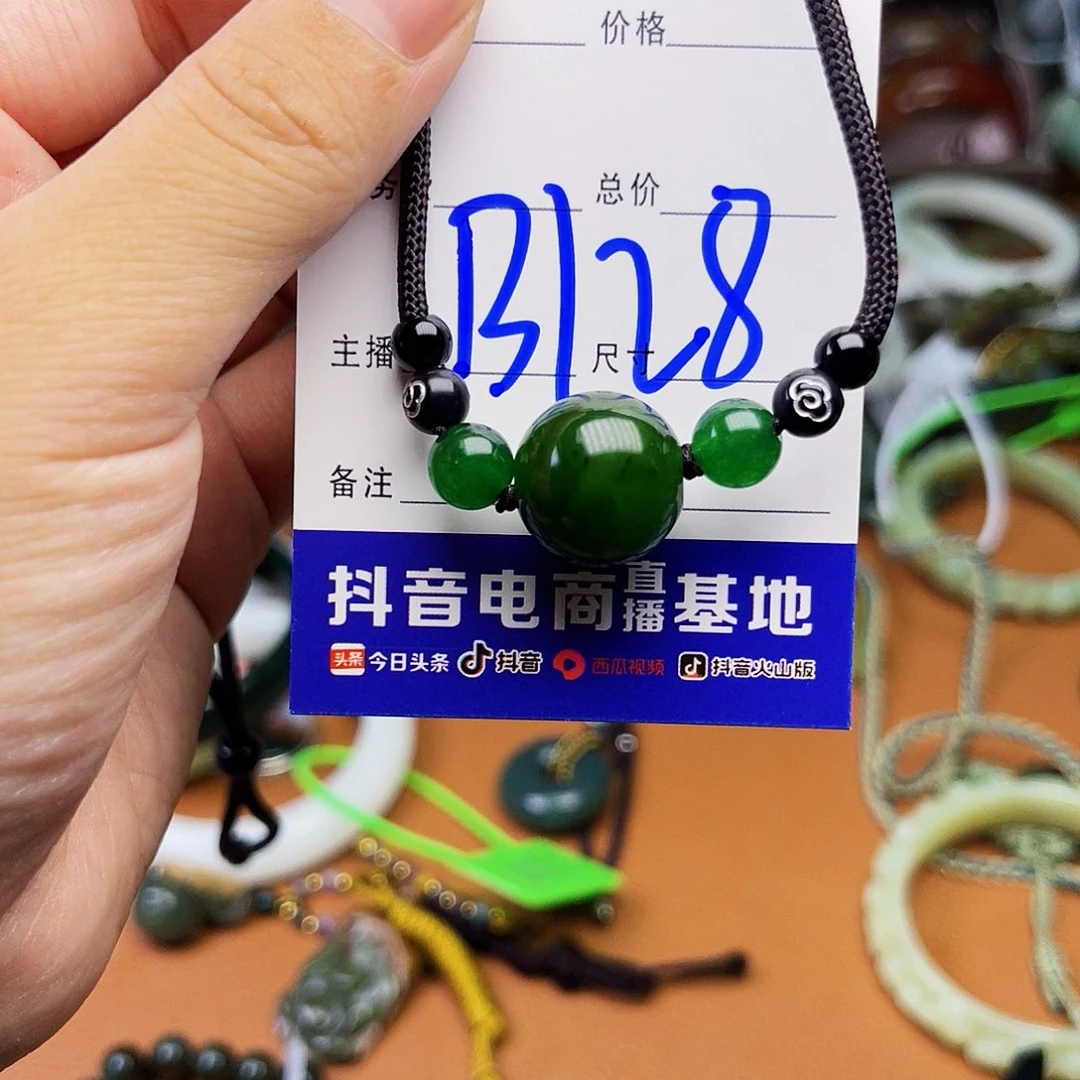 价格
务 总价
B128
主播 尺寸
备注
抖音电商直播基地
头条 今日头条 抖音 西瓜视频 抖音火山版